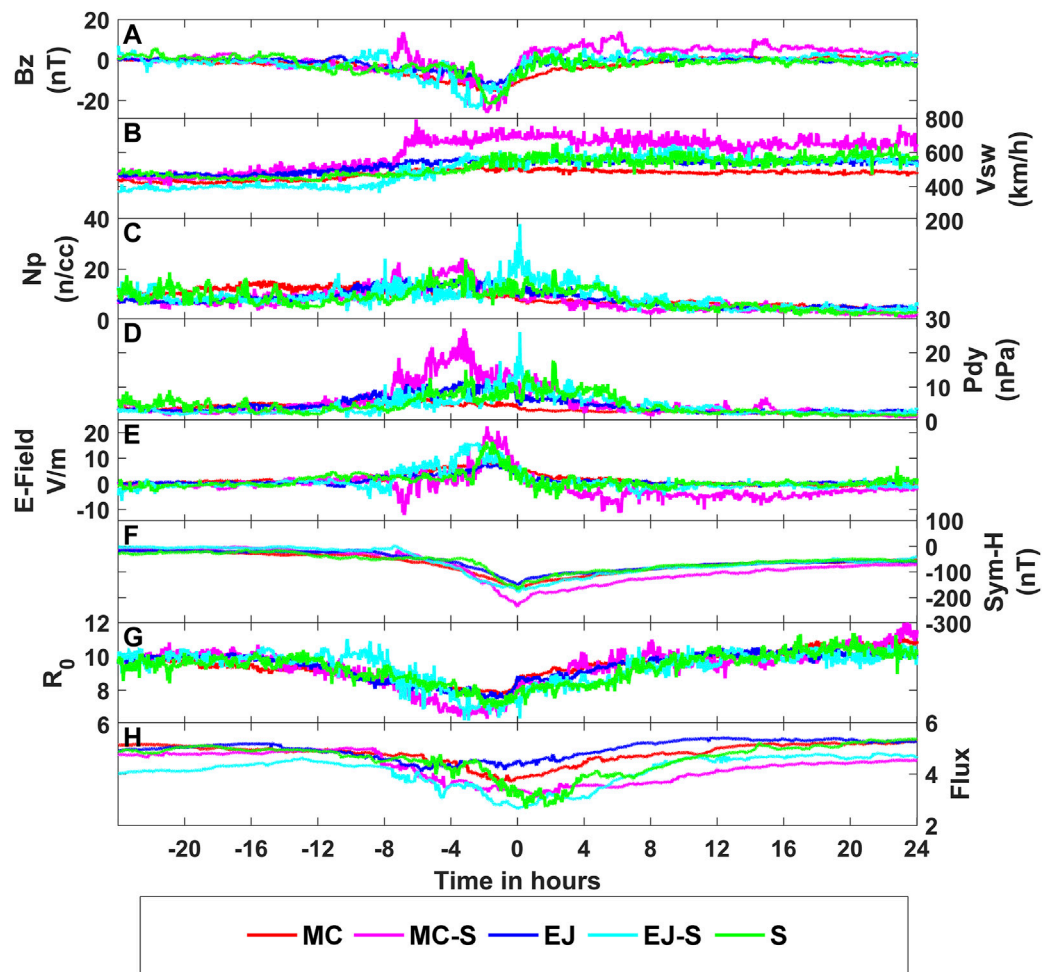 A
20
0
-20
Bz
(nT)
B
800
600
400
Vsw
(km/h)
C
40
20
0
Np
(n/cc)
200
D
30
20
10
0
Pdy
(nPa)
E
20
10
0
-10
E-Field
V/m
F
100
0
-100
-200
-300
Sym-H
(nT)
G
12
10
8
6
R0
H
6
4
2
Flux
-20 -16 -12 -8 -4 0 4 8 12 16 20 24
Time in hours
MC MC-S EJ EJ-S S